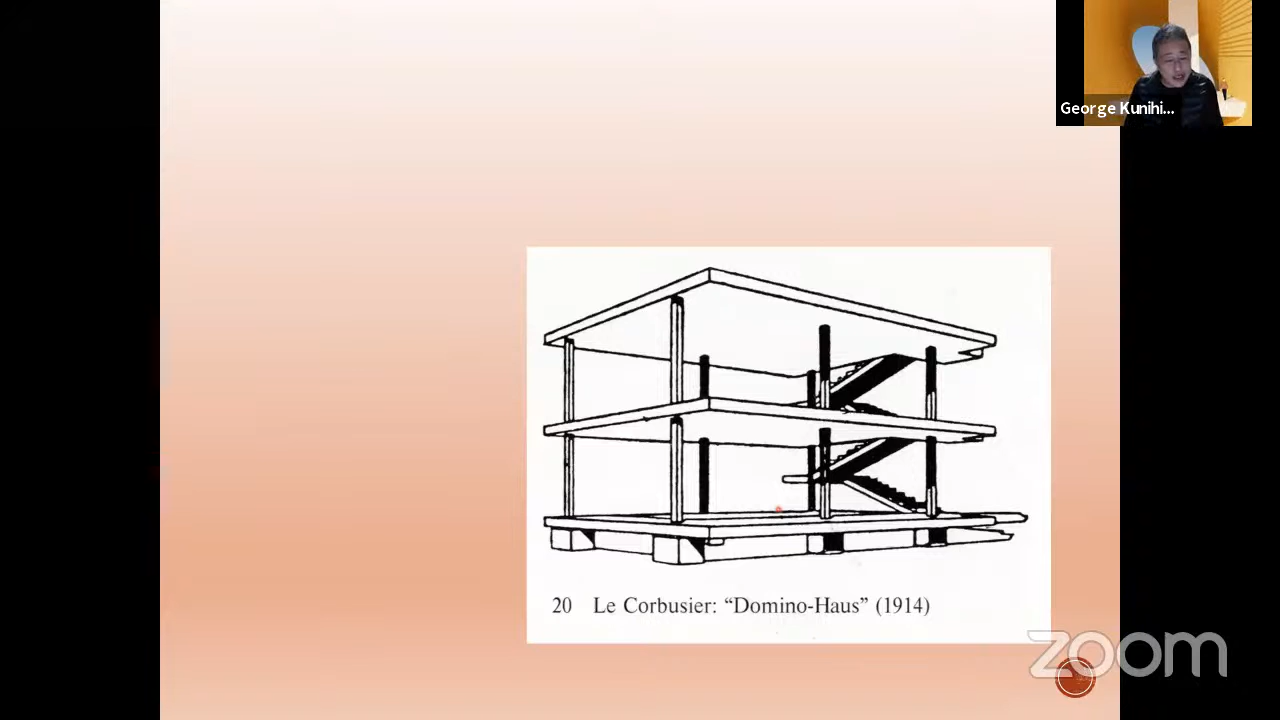 George Kunihi...
20 Le Corbusier: “Domino-Haus” (1914)
zoom